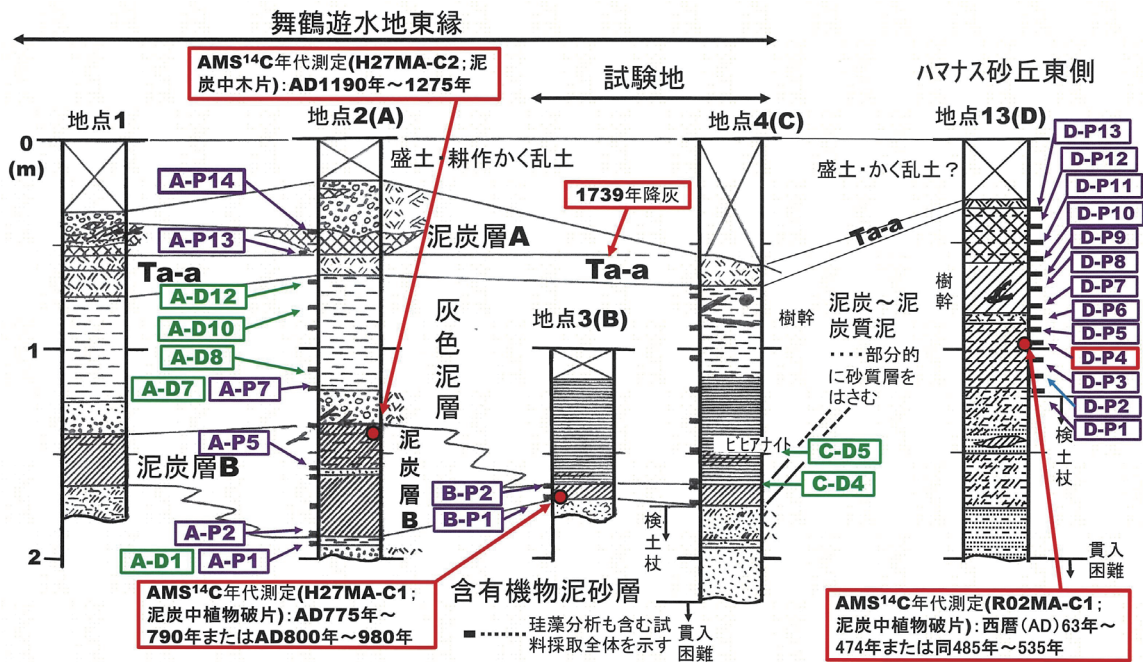 舞鶴遊水地東縁
AMS¹⁴C年代測定(H27MA-C2;泥
炭中木片):AD1190年～1275年
試験地
ハマナス砂丘東側
地点1
地点2(A)
地点4(C)
地点13(D)
0
(m)
1
2
盛土・耕作かく乱土
盛土・かく乱土?
A-P14
A-P13
1739年降灰
泥炭層A
Ta-a
Ta-a
Ta-a
A-D12
A-D10
A-D8
A-D7
A-P7
A-P5
A-P2
A-D1
A-P1
灰色泥層
泥炭層B
泥炭層B
地点3(B)
B-P2
B-P1
樹幹
泥炭～泥
炭質泥
····部分的
に砂質層を
はさむ
ビビアナイト
C-D5
C-D4
検土杖
貫入
困難
樹幹
D-P13
D-P12
D-P11
D-P10
D-P9
D-P8
D-P7
D-P6
D-P5
D-P4
D-P3
D-P2
D-P1
検土杖
貫入
困難
AMS¹⁴C年代測定(H27MA-C1;
泥炭中植物破片):AD775年～
790年またはAD800年～980年
含有機物泥砂層
珪藻分析も含む試
料採取全体を示す
AMS¹⁴C年代測定(R02MA-C1;
泥炭中植物破片):西暦(AD)63年～
474年または同485年～535年